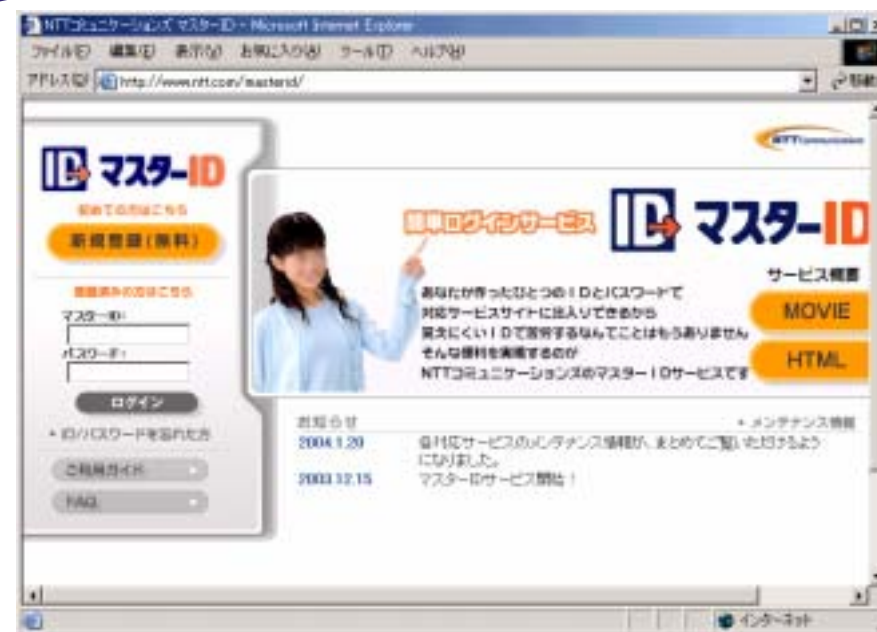 NTTコミュニケーションズ マスターID - Microsoft Internet Explorer
ファイル(F) 編集(E) 表示(V) お気に入り(A) ツール(T) ヘルプ(H)
アドレス(D) http://www.ntt.com/masterid/ 移動
NTT Communications
ID マスターID
初めての方はこちら
新規登録(無料)
登録済みの方はこちら
マスターID:
パスワード:
ログイン
ID/パスワードを忘れた方
ご利用ガイド
FAQ
簡単ログインサービス
ID マスターID
あなたが作ったひとつのIDとパスワードで
対応サービスサイトに出入りできるから
覚えにくいIDで苦労するなんてことはもうありません
そんな便利を実現するのが
NTTコミュニケーションズのマスターIDサービスです
サービス概要
MOVIE
HTML
お知らせ
メンテナンス情報
2004.1.20 各対応サービスのメンテナンス情報が、まとめてご覧いただけるよう
になりました。
2003.12.15 マスターIDサービス開始!
インターネット